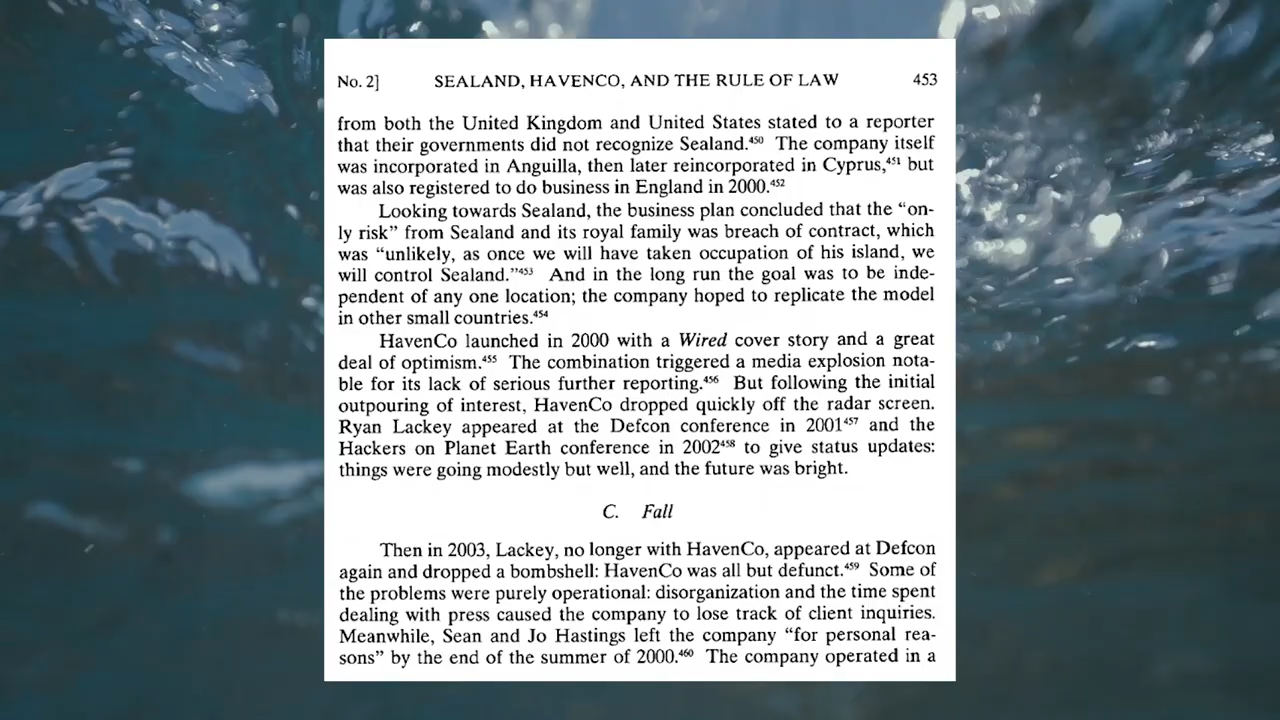 No. 2] SEALAND, HAVENCO, AND THE RULE OF LAW 453
from both the United Kingdom and United States stated to a reporter
that their governments did not recognize Sealand.⁴⁵⁰ The company itself
was incorporated in Anguilla, then later reincorporated in Cyprus,⁴⁵¹ but
was also registered to do business in England in 2000.⁴⁵²
Looking towards Sealand, the business plan concluded that the “on-
ly risk” from Sealand and its royal family was breach of contract, which
was “unlikely, as once we will have taken occupation of his island, we
will control Sealand.”⁴⁵³ And in the long run the goal was to be inde-
pendent of any one location; the company hoped to replicate the model
in other small countries.⁴⁵⁴
HavenCo launched in 2000 with a Wired cover story and a great
deal of optimism.⁴⁵⁵ The combination triggered a media explosion nota-
ble for its lack of serious further reporting.⁴⁵⁶ But following the initial
outpouring of interest, HavenCo dropped quickly off the radar screen.
Ryan Lackey appeared at the Defcon conference in 2001⁴⁵⁷ and the
Hackers on Planet Earth conference in 2002⁴⁵⁸ to give status updates:
things were going modestly but well, and the future was bright.
C. Fall
Then in 2003, Lackey, no longer with HavenCo, appeared at Defcon
again and dropped a bombshell: HavenCo was all but defunct.⁴⁵⁹ Some of
the problems were purely operational: disorganization and the time spent
dealing with press caused the company to lose track of client inquiries.
Meanwhile, Sean and Jo Hastings left the company “for personal rea-
sons” by the end of the summer of 2000.⁴⁶⁰ The company operated in a